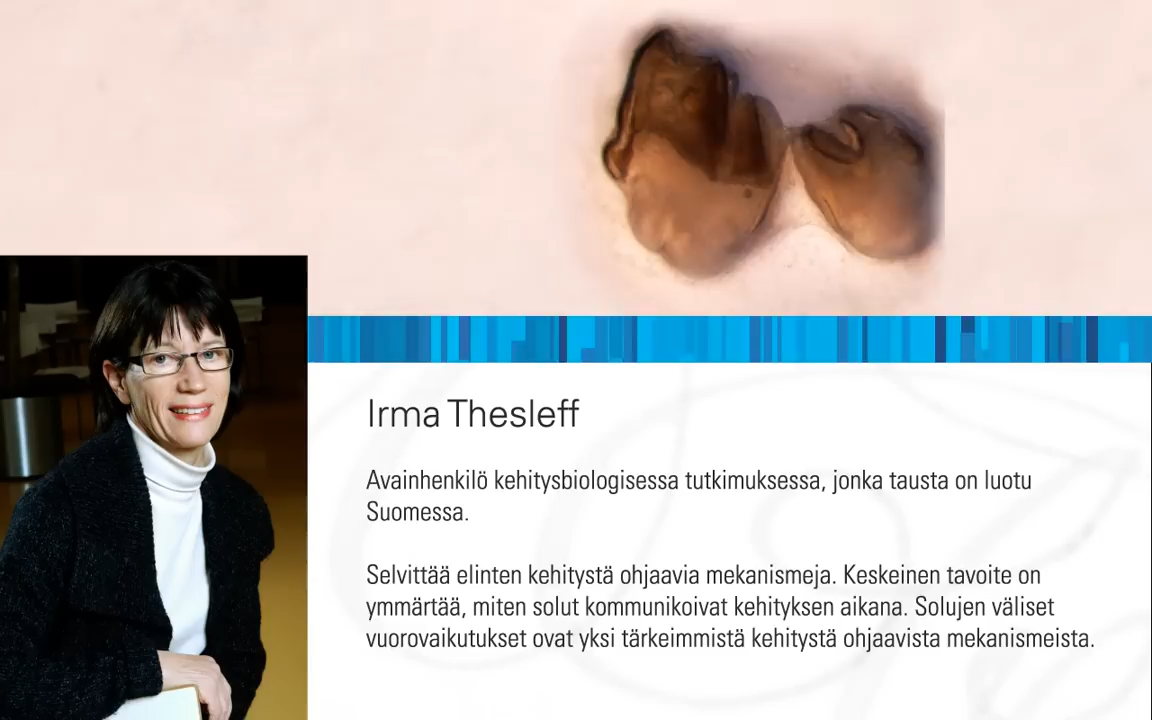 Irma Thesleff
Avainhenkilö kehitysbiologisessa tutkimuksessa, jonka tausta on luotu
Suomessa.
Selvittää elinten kehitystä ohjaavia mekanismeja. Keskeinen tavoite on
ymmärtää, miten solut kommunikoivat kehityksen aikana. Solujen väliset
vuorovaikutukset ovat yksi tärkeimmistä kehitystä ohjaavista mekanismeista.